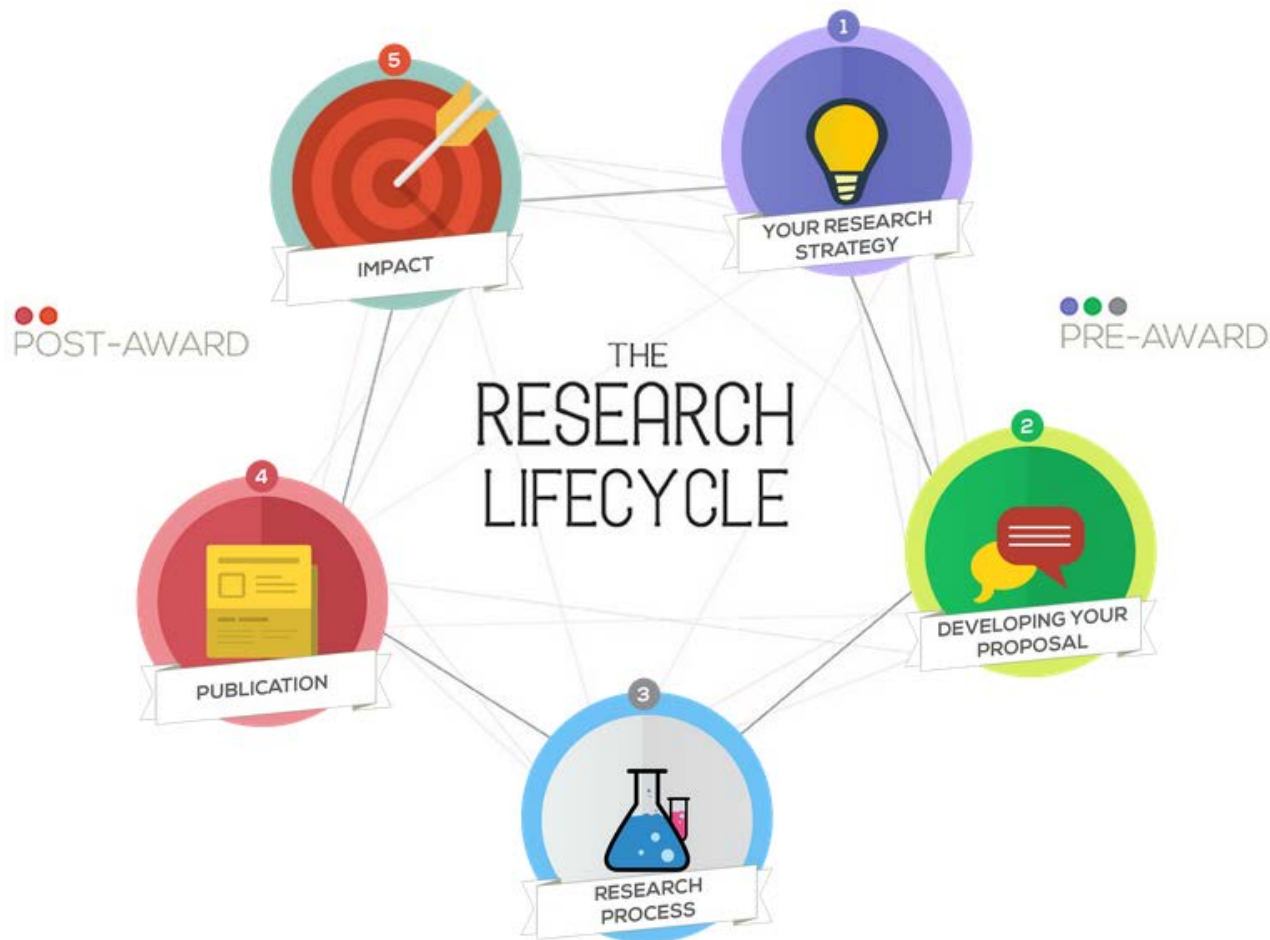 THE
RESEARCH
LIFECYCLE
1
YOUR RESEARCH
STRATEGY
PRE-AWARD
2
DEVELOPING YOUR
PROPOSAL
3
RESEARCH
PROCESS
4
PUBLICATION
5
IMPACT
POST-AWARD